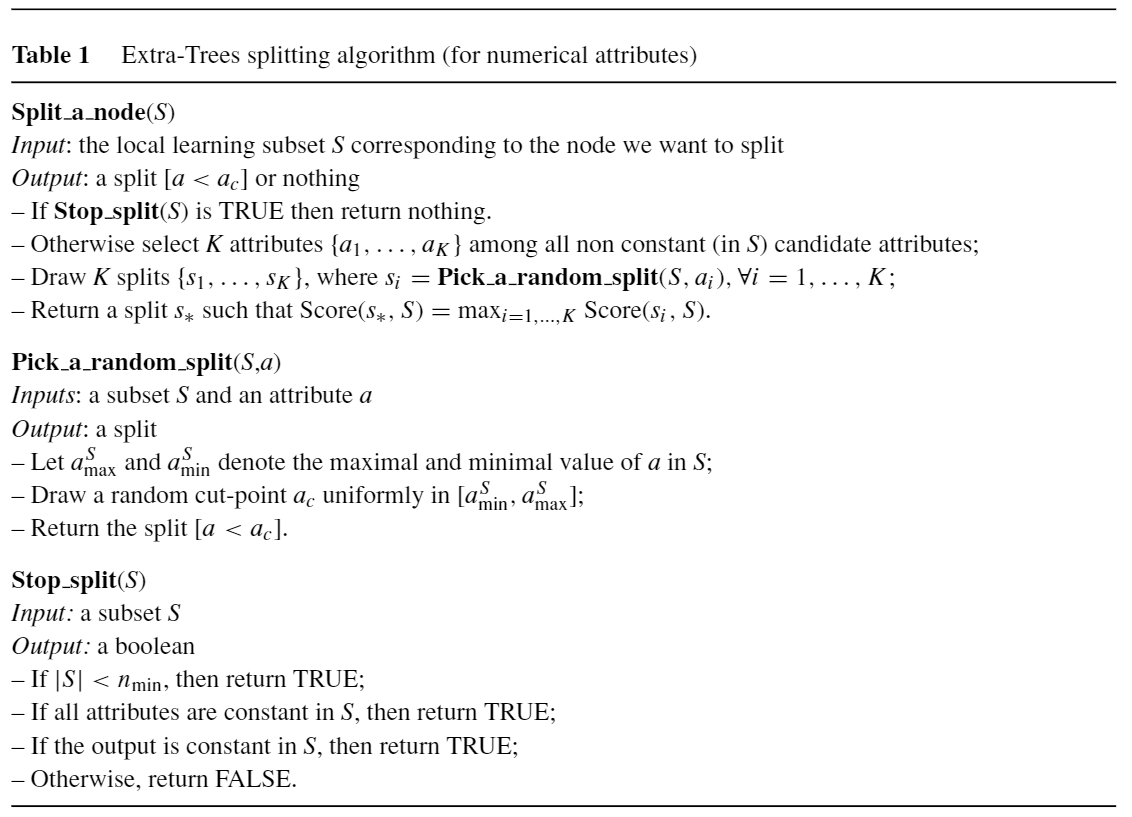 Table 1 Extra-Trees splitting algorithm (for numerical attributes)
Split_a_node(S)
Input: the local learning subset S corresponding to the node we want to split
Output: a split [a < a_c] or nothing
– If Stop_split(S) is TRUE then return nothing.
– Otherwise select K attributes {a_1, . . . , a_K} among all non constant (in S) candidate attributes;
– Draw K splits {s_1, . . . , s_K}, where s_i = Pick_a_random_split(S, a_i), ∀i = 1, . . . , K;
– Return a split s_* such that Score(s_*, S) = max_{i=1,...,K} Score(s_i, S).
Pick_a_random_split(S,a)
Inputs: a subset S and an attribute a
Output: a split
– Let a_max^S and a_min^S denote the maximal and minimal value of a in S;
– Draw a random cut-point a_c uniformly in [a_min^S, a_max^S];
– Return the split [a < a_c].
Stop_split(S)
Input: a subset S
Output: a boolean
– If |S| < n_min, then return TRUE;
– If all attributes are constant in S, then return TRUE;
– If the output is constant in S, then return TRUE;
– Otherwise, return FALSE.